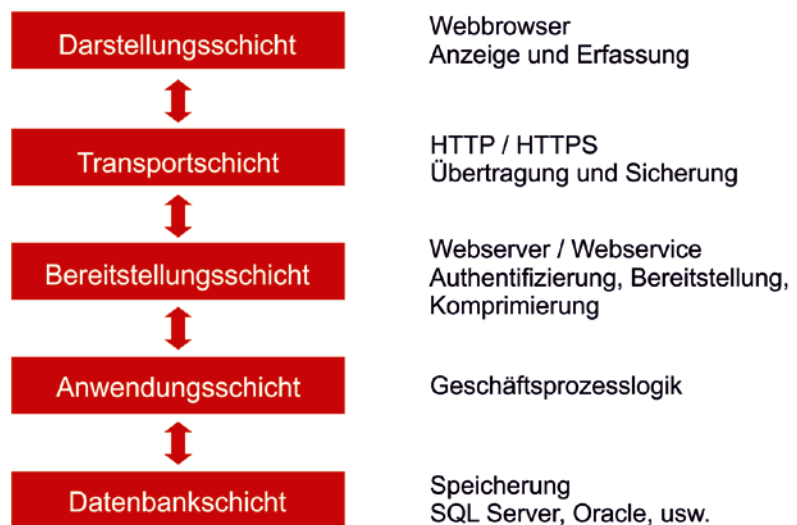 Darstellungsschicht
Webbrowser
Anzeige und Erfassung
Transportschicht
HTTP / HTTPS
Übertragung und Sicherung
Bereitstellungsschicht
Webserver / Webservice
Authentifizierung, Bereitstellung,
Komprimierung
Anwendungsschicht
Geschäftsprozesslogik
Datenbankschicht
Speicherung
SQL Server, Oracle, usw.